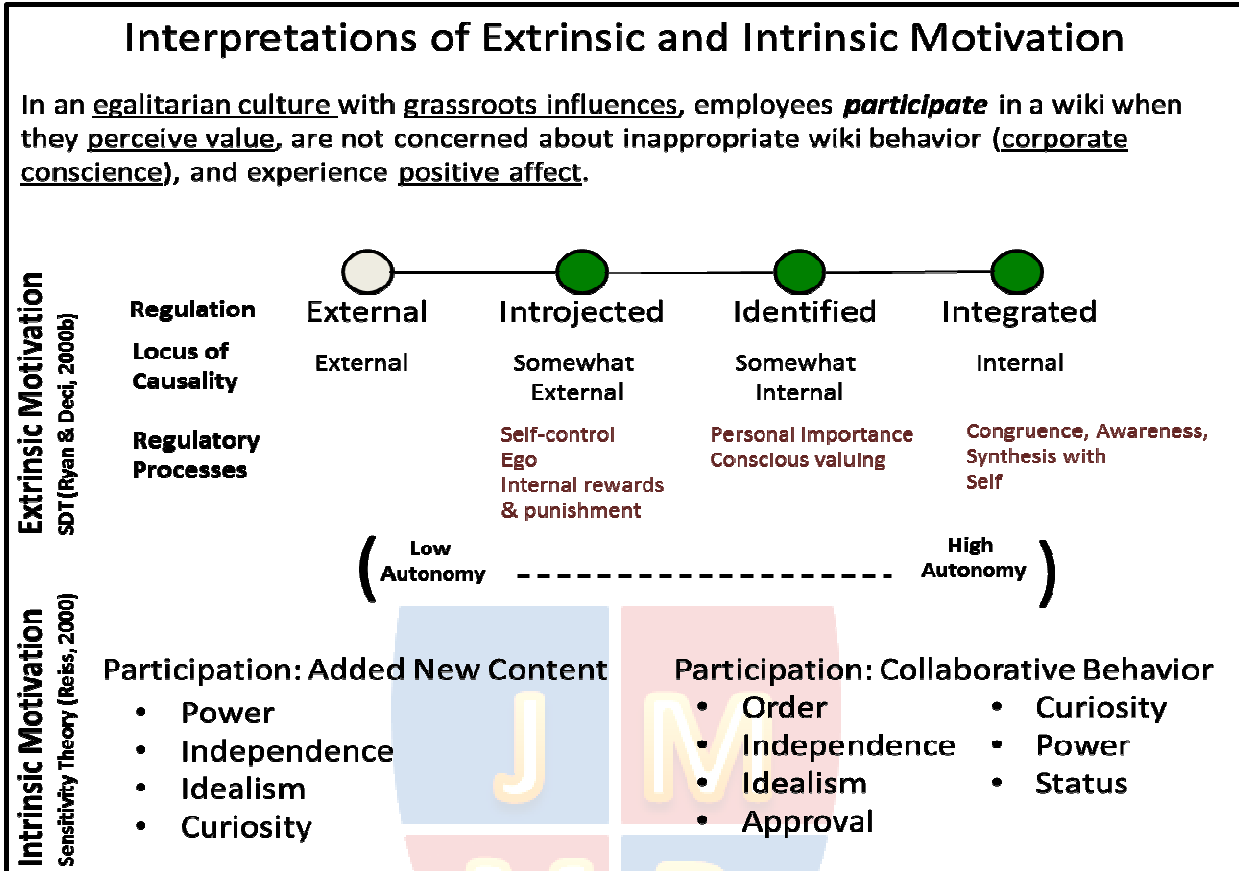 Interpretations of Extrinsic and Intrinsic Motivation
In an egalitarian culture with grassroots influences, employees participate in a wiki when
they perceive value, are not concerned about inappropriate wiki behavior (corporate
conscience), and experience positive affect.
Extrinsic Motivation
SDT (Ryan & Deci, 2000b)
Regulation External Introjected Identified Integrated
Locus of
Causality
External
Somewhat
External
Somewhat
Internal
Internal
Regulatory
Processes
Self-control
Ego
Internal rewards
& punishment
Personal Importance
Conscious valuing
Congruence, Awareness,
Synthesis with
Self
( Low
Autonomy
High
Autonomy )
Intrinsic Motivation
Sensitivity Theory (Reiss, 2000)
Participation: Added New Content
• Power
• Independence
• Idealism
• Curiosity
Participation: Collaborative Behavior
• Order
• Independence
• Idealism
• Approval
• Curiosity
• Power
• Status
J M